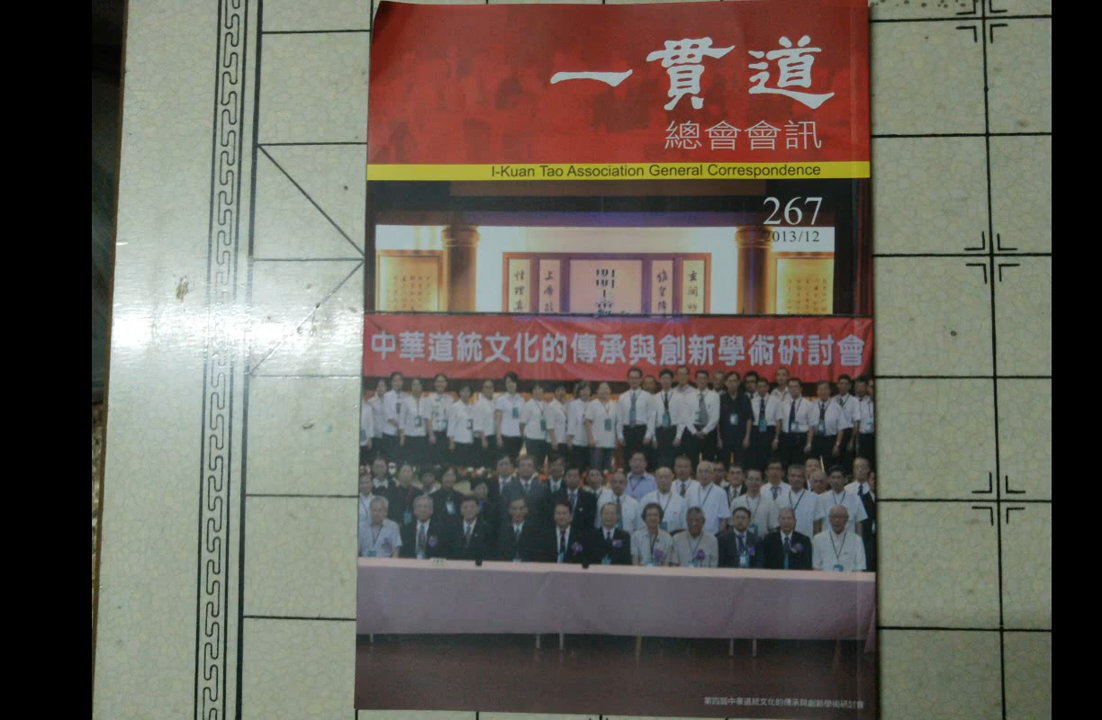 一貫道
總會會訊
I-Kuan Tao Association General Correspondence
267
2013/12
中華道統文化的傳承與創新學術研討會
第四屆中華道統文化的傳承與創新學術研討會